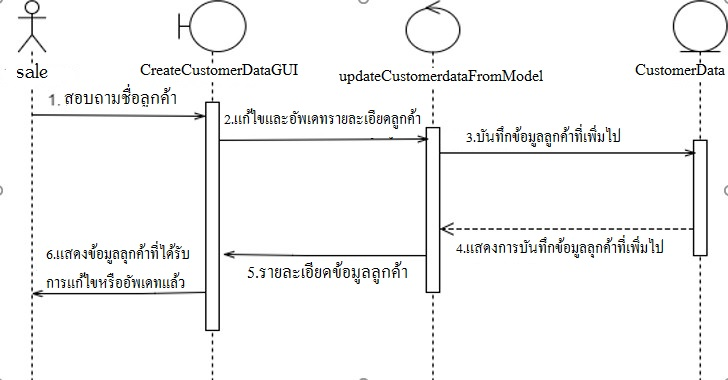 sale
CreateCustomerDataGUI
updateCustomerdataFromModel
CustomerData
1. สอบถามชื่อลูกค้า
2.แก้ไขและอัพเดทรายละเอียดลูกค้า
3.บันทึกข้อมูลลูกค้าที่เพิ่มไป
4.แสดงการบันทึกข้อมูลลูกค้าที่เพิ่มไป
5.รายละเอียดข้อมูลลูกค้า
6.แสดงข้อมูลลูกค้าที่ได้รับ
การแก้ไขหรืออัพเดทแล้ว